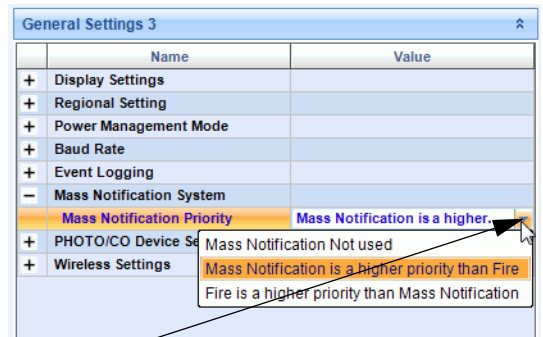 General Settings 3
Name Value
Display Settings
Regional Setting
Power Management Mode
Baud Rate
Event Logging
Mass Notification System
Mass Notification Priority Mass Notification is a higher.
PHOTO/CO Device Se
Mass Notification Not used
Mass Notification is a higher priority than Fire
Wireless Settings
Fire is a higher priority than Mass Notification